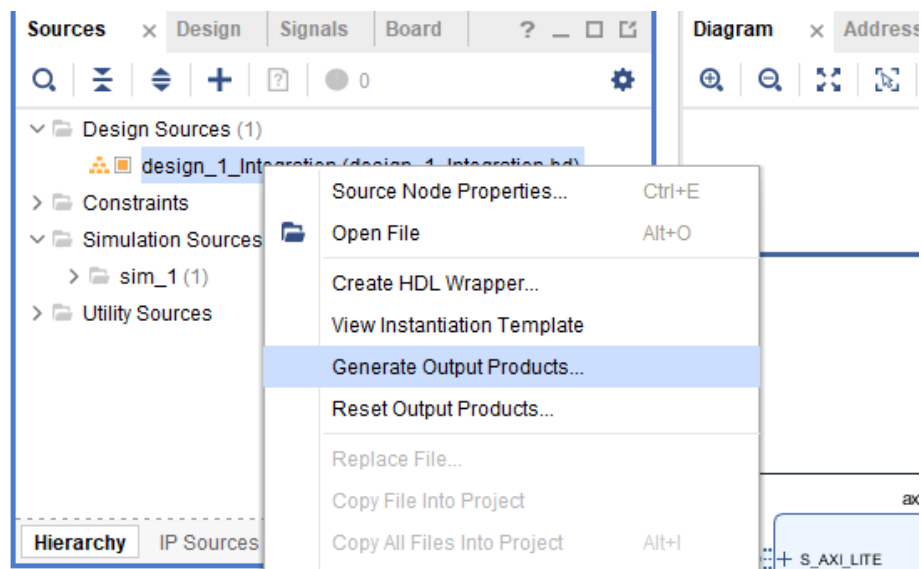 Sources × Design Signals Board ? Diagram × Address
0
Design Sources (1)
design_1_Integration (design_1_Integration.bd)
Constraints
Simulation Sources
sim_1 (1)
Utility Sources
Source Node Properties... Ctrl+E
Open File Alt+O
Create HDL Wrapper...
View Instantiation Template
Generate Output Products...
Reset Output Products...
Replace File...
Copy File Into Project
Copy All Files Into Project Alt+I
Hierarchy IP Sources
ax
S_AXI_LITE